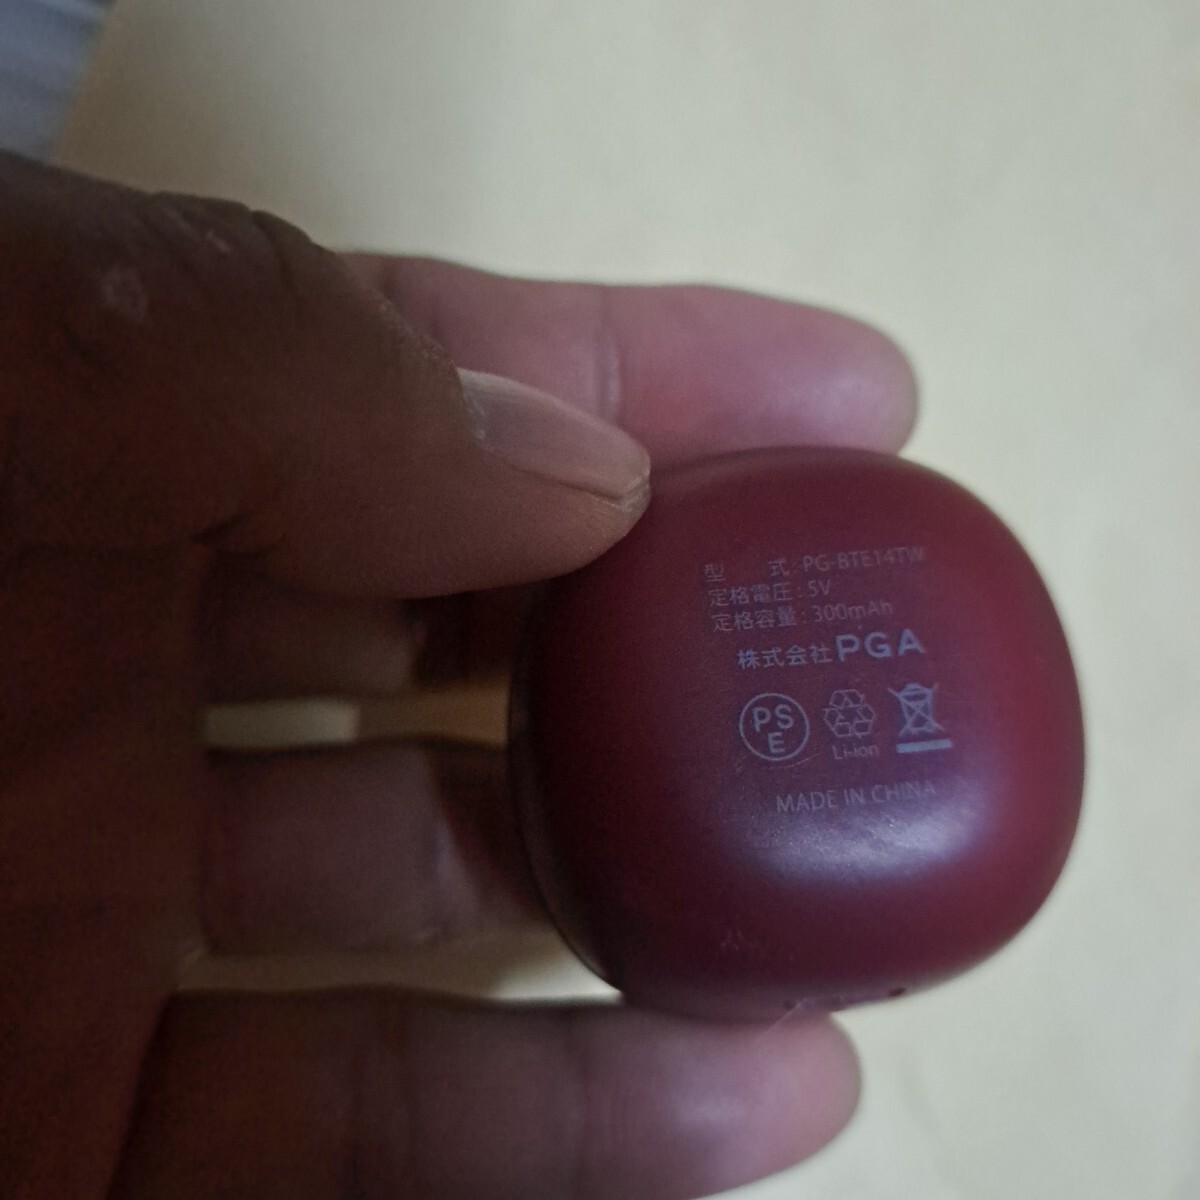 型　　式：PG-BTE14TW
定格電圧：5V
定格容量：300mAh
株式会社PGA
PSE
Li-ion
MADE IN CHINA